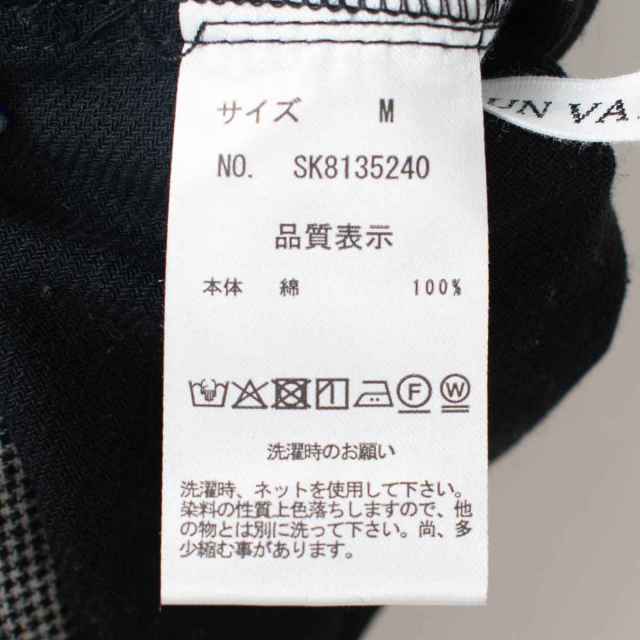 サイズ M
NO. SK8135240
品質表示
本体 綿 100%
F W
洗濯時のお願い
洗濯時、ネットを使用して下さい。
染料の性質上色落ちしますので、他
の物とは別に洗って下さい。尚、多
少縮む事が有ります。